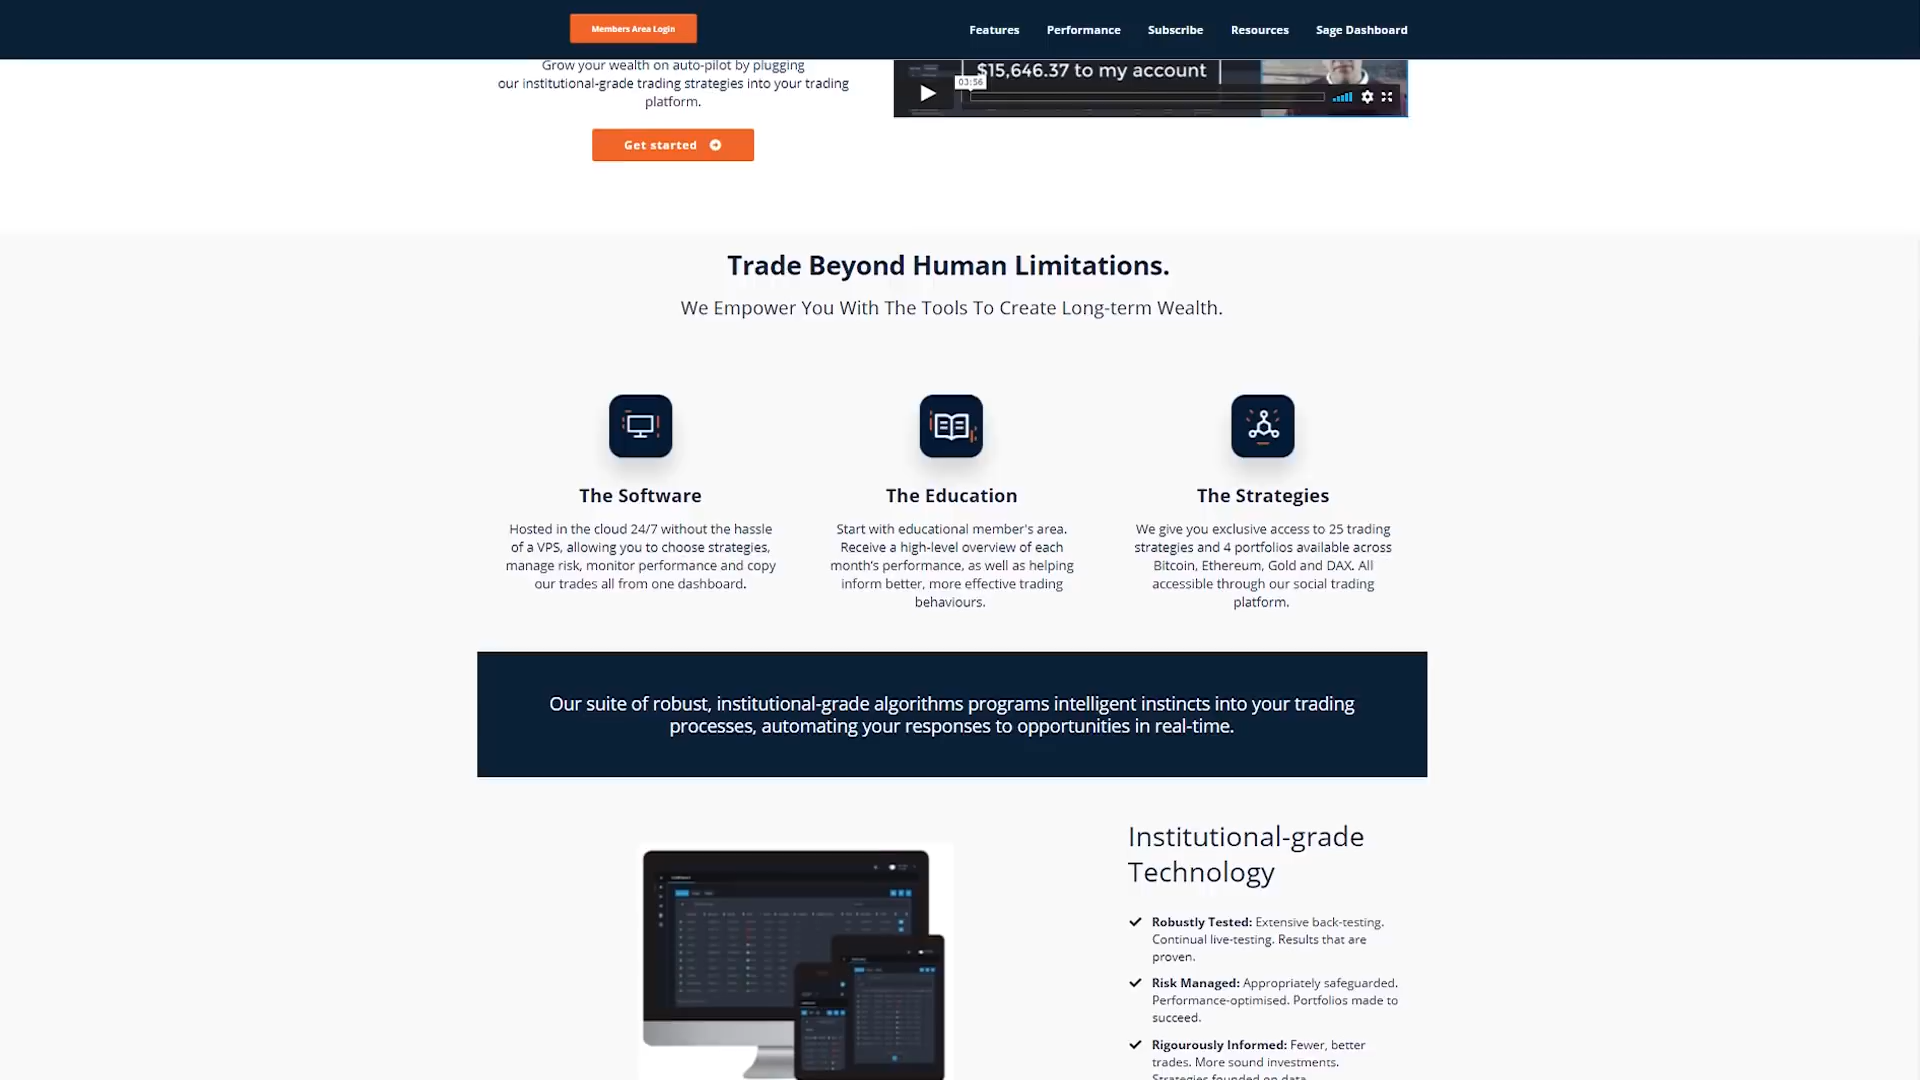 Members Area Login
Features
Performance
Subscribe
Resources
Sage Dashboard
Grow your wealth on auto-pilot by plugging
our institutional-grade trading strategies into your trading
platform.
$15,646.37 to my account
03:56
Get started
Trade Beyond Human Limitations.
We Empower You With The Tools To Create Long-term Wealth.
The Software
Hosted in the cloud 24/7 without the hassle
of a VPS, allowing you to choose strategies,
manage risk, monitor performance and copy
our trades all from one dashboard.
The Education
Start with educational member's area.
Receive a high-level overview of each
month's performance, as well as helping
inform better, more effective trading
behaviours.
The Strategies
We give you exclusive access to 25 trading
strategies and 4 portfolios available across
Bitcoin, Ethereum, Gold and DAX. All
accessible through our social trading
platform.
Our suite of robust, institutional-grade algorithms programs intelligent instincts into your trading
processes, automating your responses to opportunities in real-time.
Institutional-grade
Technology
Robustly Tested: Extensive back-testing.
Continual live-testing. Results that are
proven.
Risk Managed: Appropriately safeguarded.
Performance-optimised. Portfolios made to
succeed.
Rigourously Informed: Fewer, better
trades. More sound investments.
Strategies founded on data.